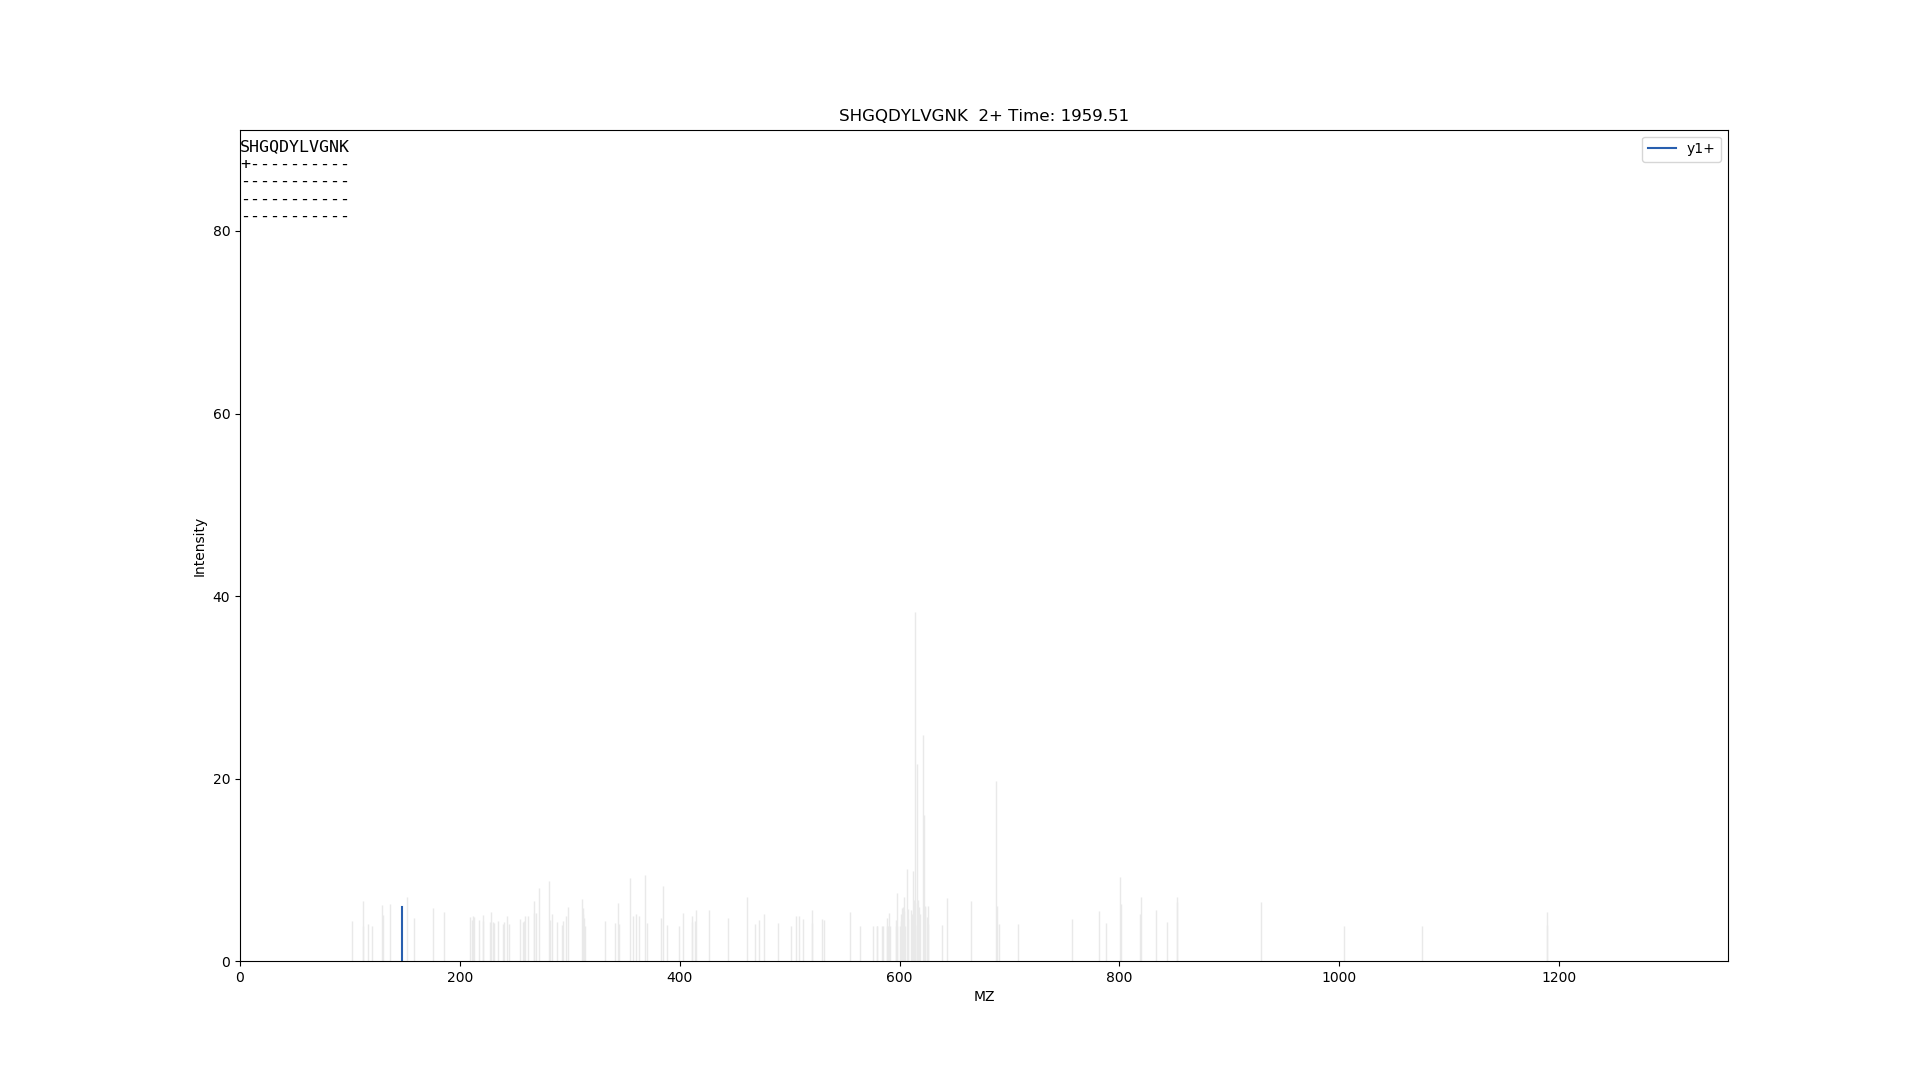 SHGQDYLVGNK  2+ Time: 1959.51
SHGQDYLVGNK
+----------
-----------
-----------
-----------
y1+
80
60
40
20
0
Intensity
0 200 400 600 800 1000 1200
MZ